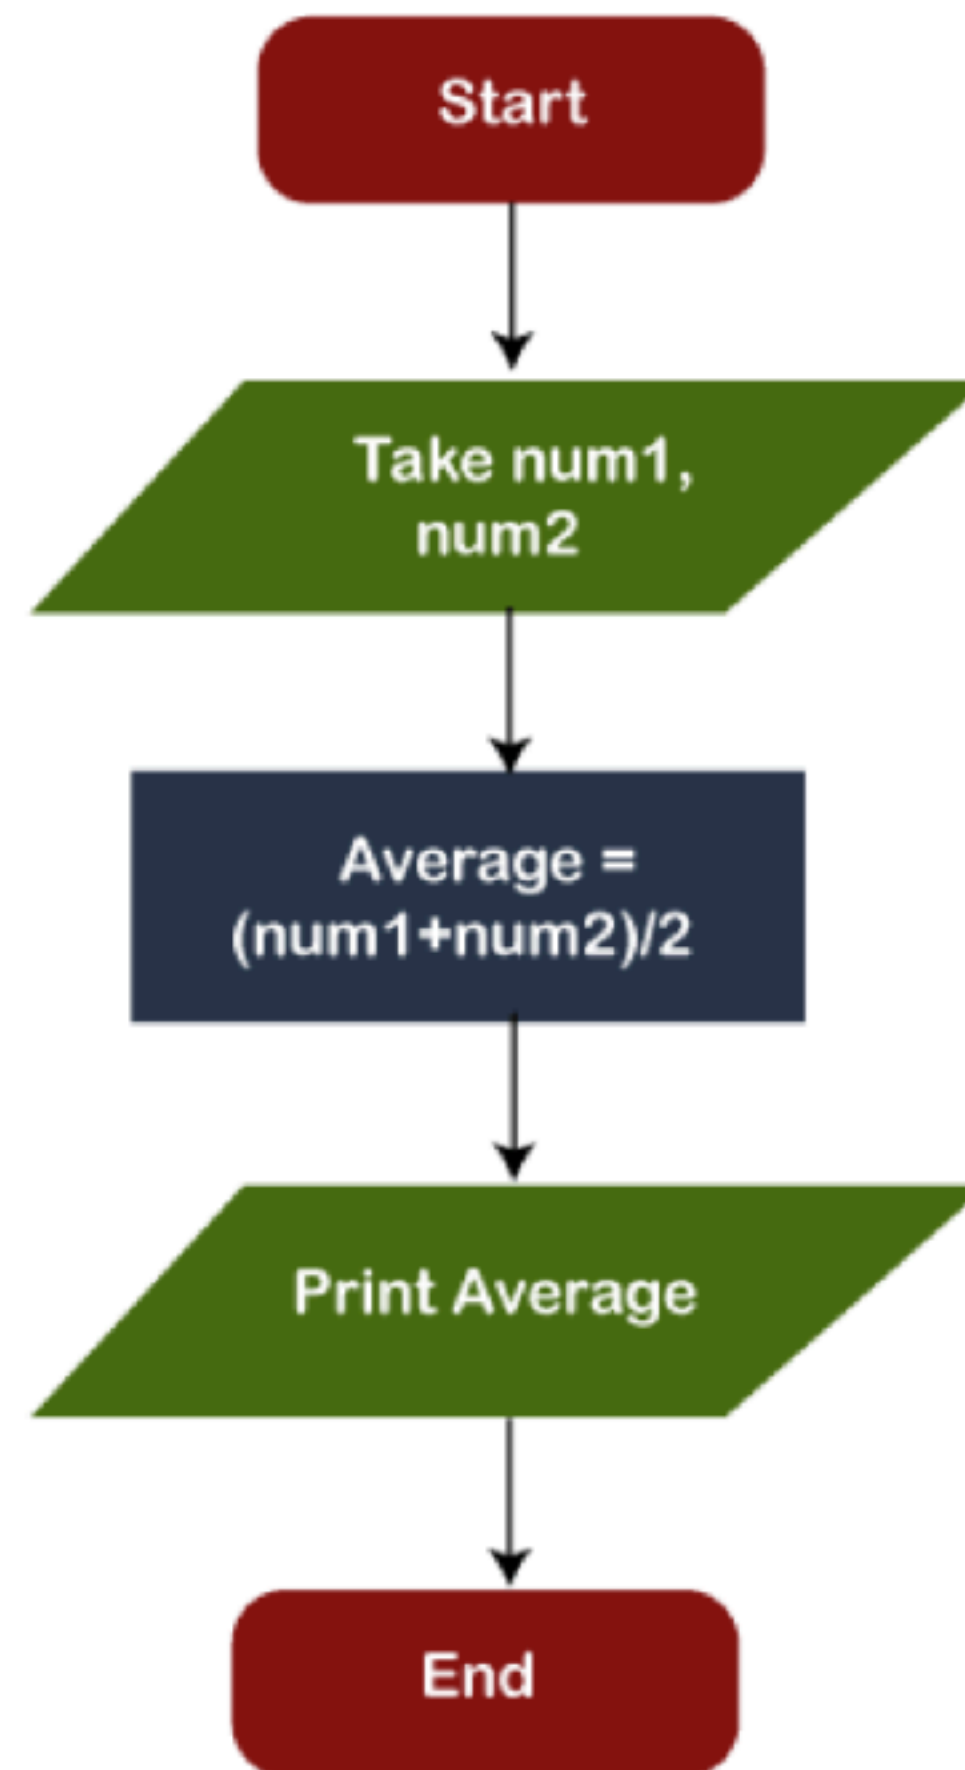 Start
Take num1,
num2
Average =
(num1+num2)/2
Print Average
End